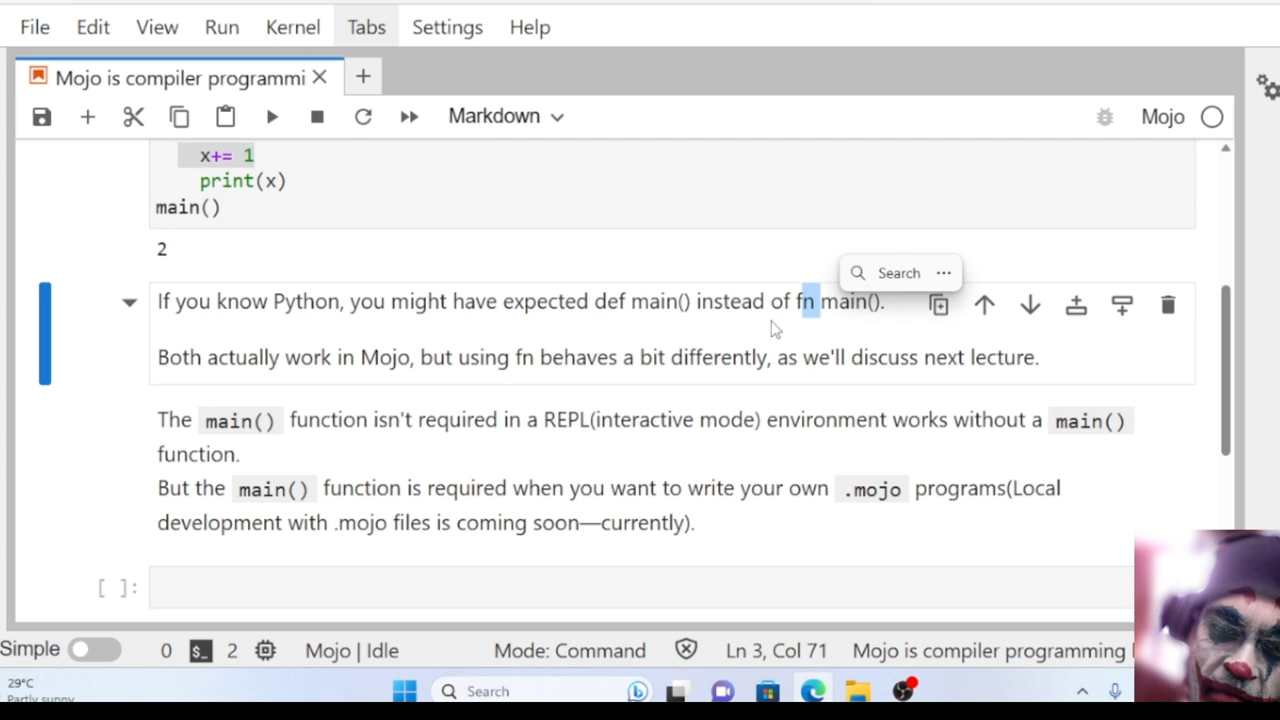 File Edit View Run Kernel Tabs Settings Help
Mojo is compiler programmi
Markdown Mojo
x+= 1
print(x)
main()
2
Search ...
If you know Python, you might have expected def main() instead of fn main().
Both actually work in Mojo, but using fn behaves a bit differently, as we'll discuss next lecture.
The main() function isn't required in a REPL(interactive mode) environment works without a main()
function.
But the main() function is required when you want to write your own .mojo programs(Local
development with .mojo files is coming soon—currently).
[ ]:
Simple 0 $_ 2 Mojo | Idle Mode: Command Ln 3, Col 71 Mojo is compiler programming
29°C
Partly sunny
Search